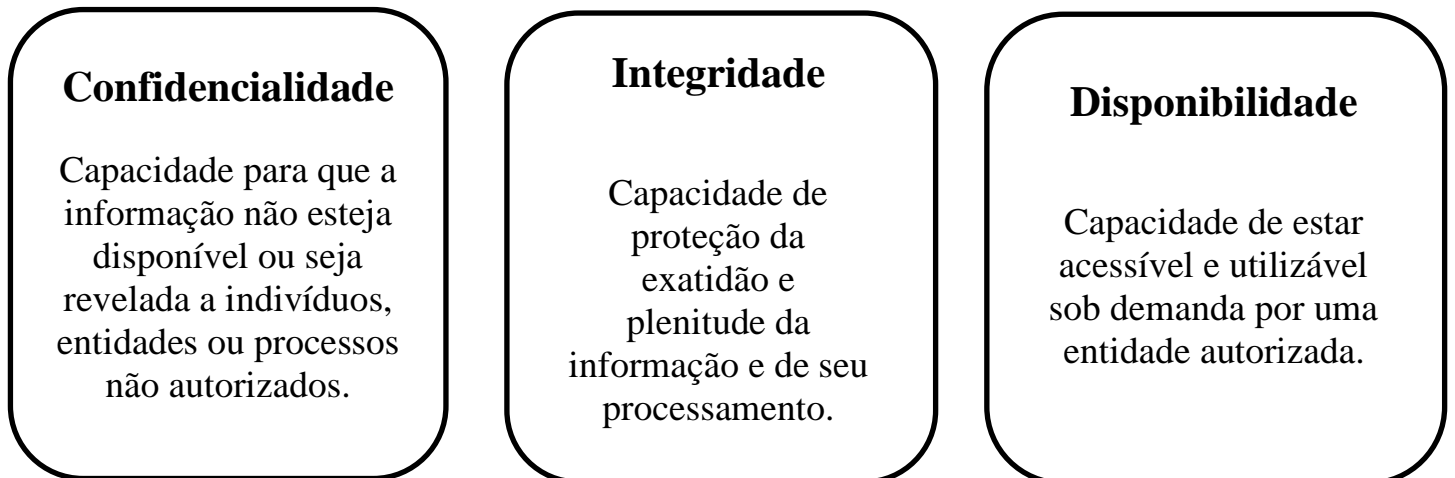 Confidencialidade
Capacidade para que a
informação não esteja
disponível ou seja
revelada a indivíduos,
entidades ou processos
não autorizados.
Integridade
Capacidade de
proteção da
exatidão e
plenitude da
informação e de seu
processamento.
Disponibilidade
Capacidade de estar
acessível e utilizável
sob demanda por uma
entidade autorizada.